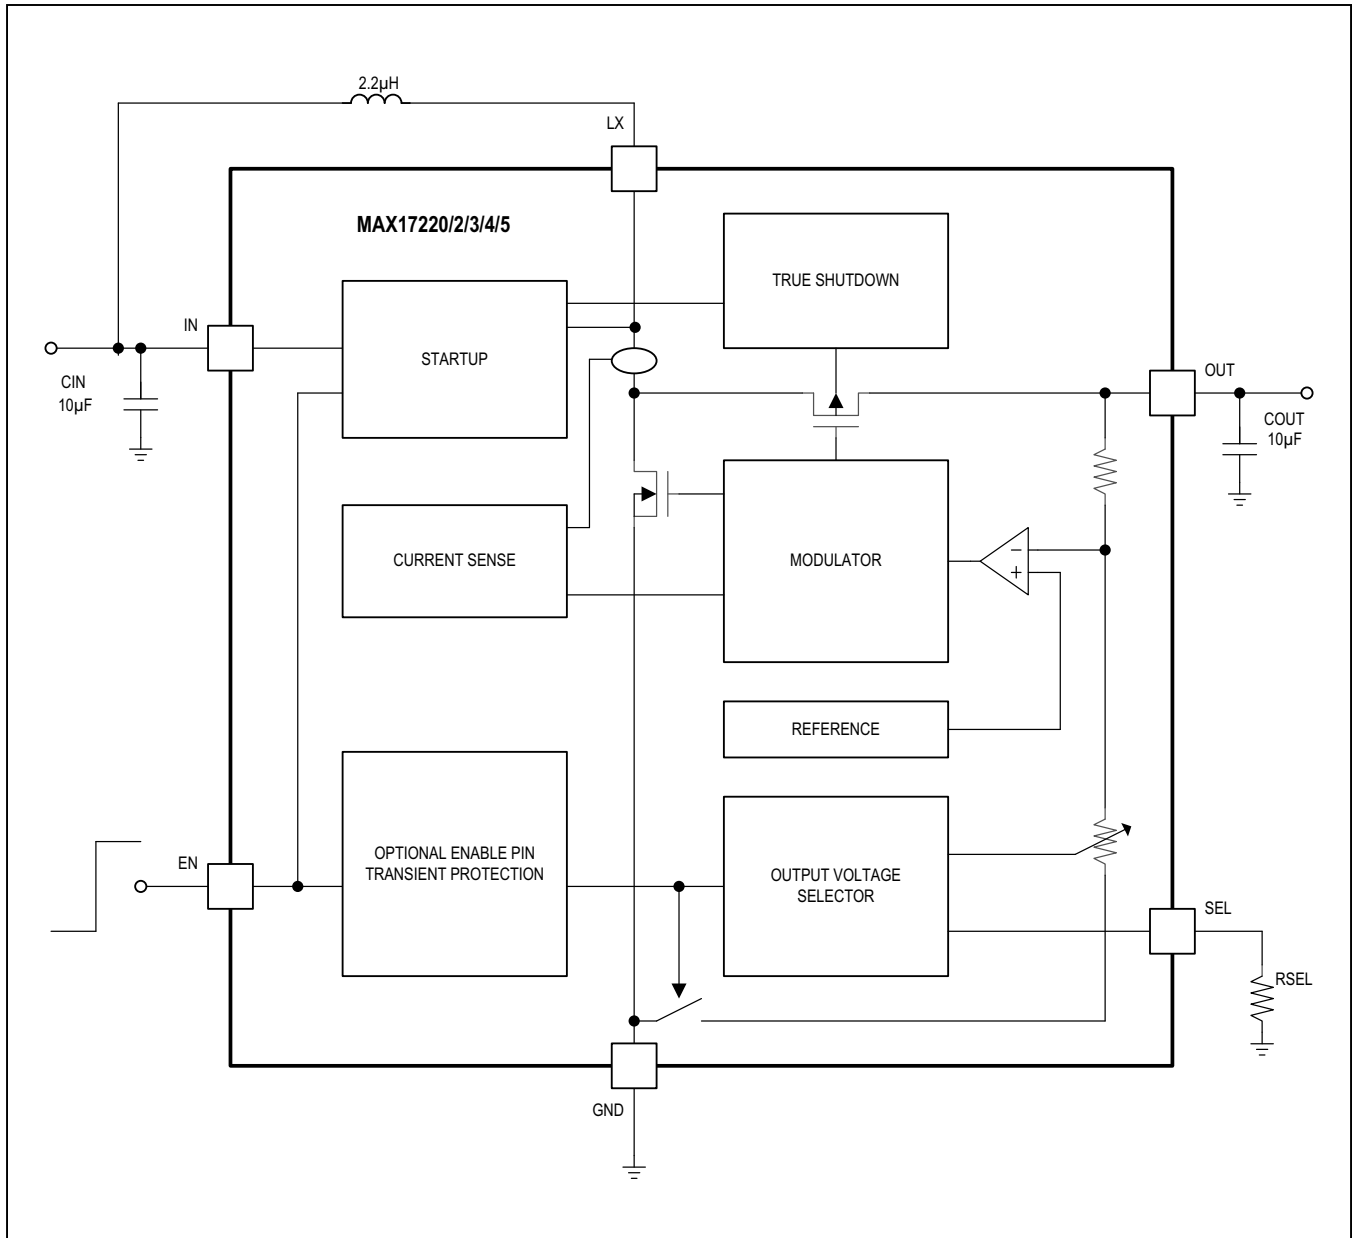 2.2µH
LX
MAX17220/2/3/4/5
TRUE SHUTDOWN
IN
STARTUP
OUT
CIN
10µF
COUT
10µF
CURRENT SENSE
MODULATOR
−
+
REFERENCE
EN
OPTIONAL ENABLE PIN
TRANSIENT PROTECTION
OUTPUT VOLTAGE
SELECTOR
SEL
RSEL
GND